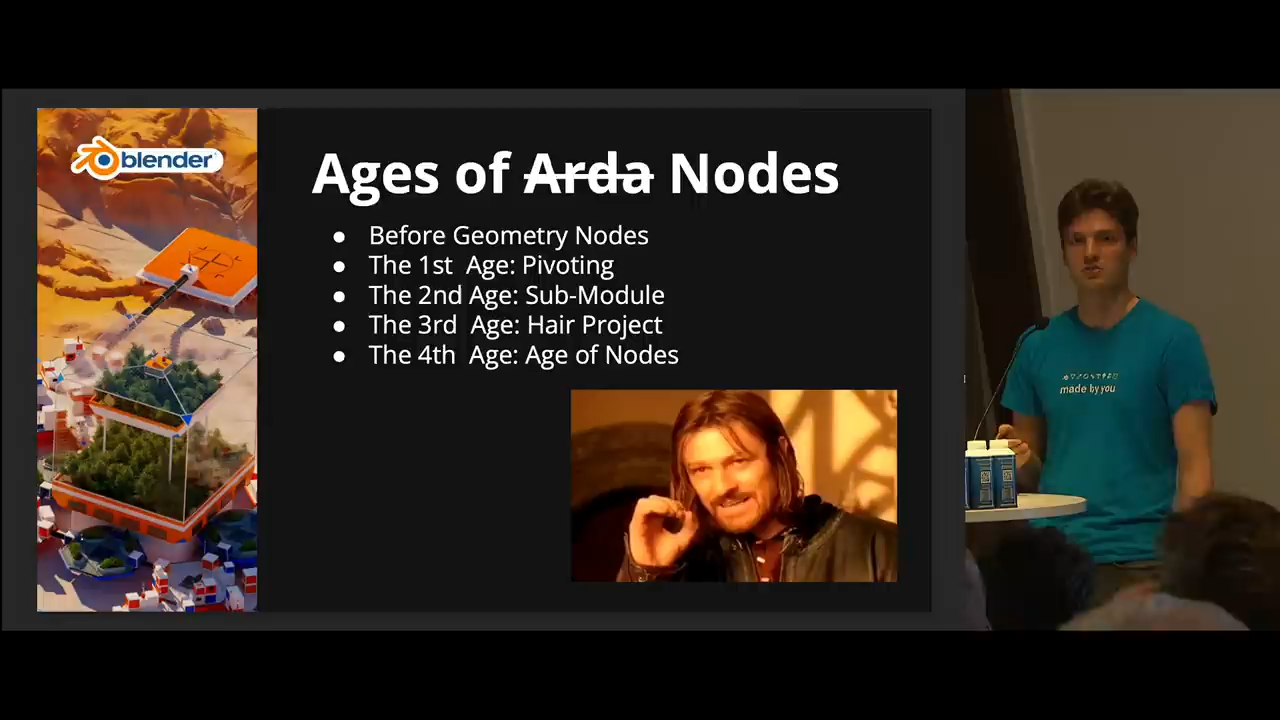 blender
Ages of Arda Nodes
● Before Geometry Nodes
● The 1st  Age: Pivoting
● The 2nd Age: Sub-Module
● The 3rd  Age: Hair Project
● The 4th  Age: Age of Nodes
made by you